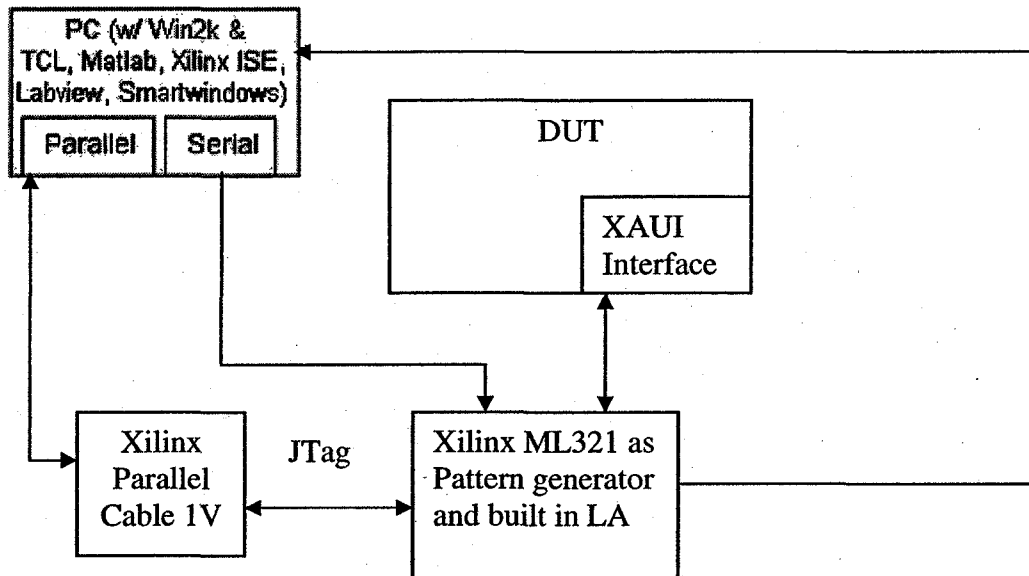 PC (w/ Win2k &
TCL, Matlab, Xilinx ISE,
Labview, Smartwindows)
Parallel
Serial
DUT
XAUI
Interface
Xilinx
Parallel
Cable 1V
JTag
Xilinx ML321 as
Pattern generator
and built in LA